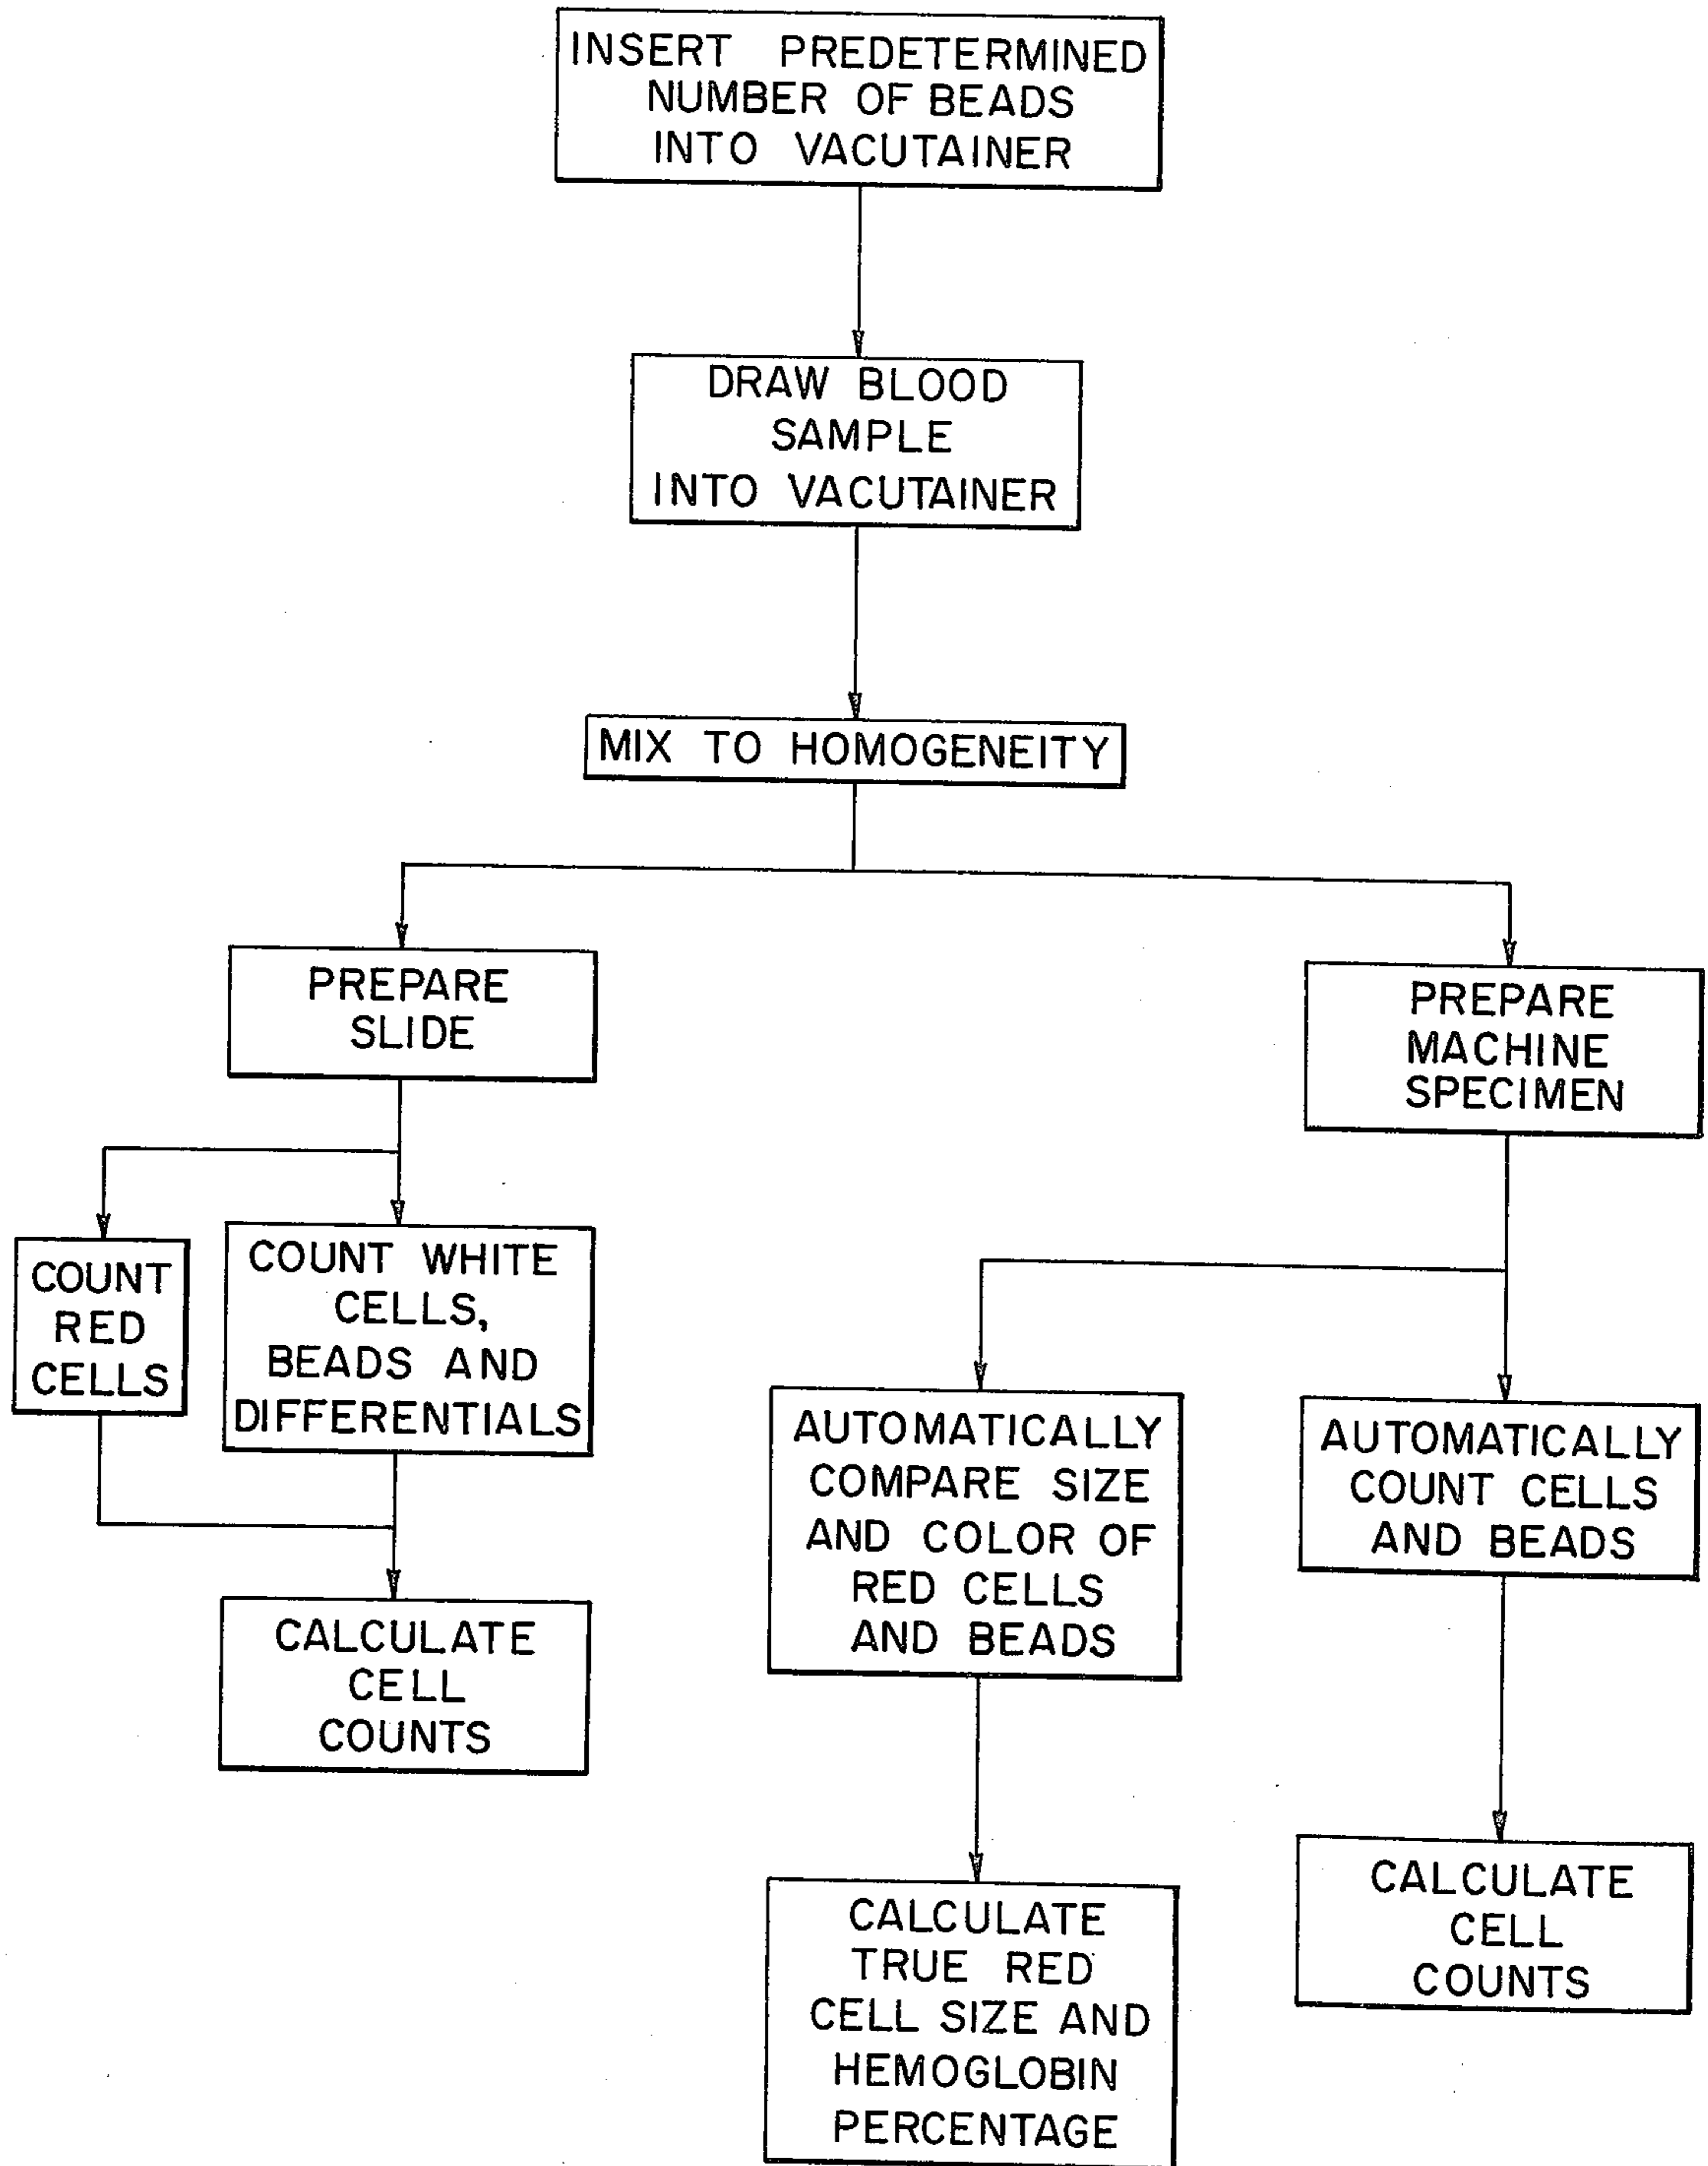 INSERT PREDETERMINED
NUMBER OF BEADS
INTO VACUTAINER
DRAW BLOOD
SAMPLE
INTO VACUTAINER
MIX TO HOMOGENEITY
PREPARE
SLIDE
PREPARE
MACHINE
SPECIMEN
COUNT
RED
CELLS
COUNT WHITE
CELLS,
BEADS AND
DIFFERENTIALS
CALCULATE
CELL
COUNTS
AUTOMATICALLY
COMPARE SIZE
AND COLOR OF
RED CELLS
AND BEADS
AUTOMATICALLY
COUNT CELLS
AND BEADS
CALCULATE
TRUE RED
CELL SIZE AND
HEMOGLOBIN
PERCENTAGE
CALCULATE
CELL
COUNTS